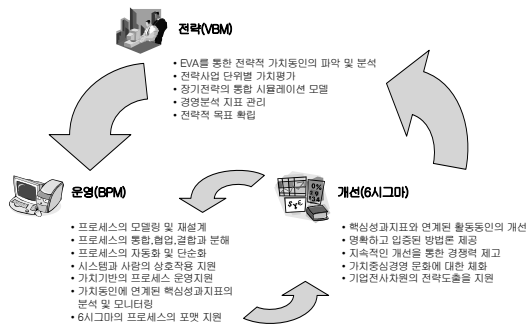 전략(VBM)
• EVA를 통한 전략적 가치동인의 파악 및 분석
• 전략사업 단위별 가치평가
• 장기전략의 통합 시뮬레이션 모델
• 경영분석 지표 관리
• 전략적 목표 확립
운영(BPM)
• 프로세스의 모델링 및 재설계
• 프로세스의 통합,협업,결합과 분해
• 프로세스의 자동화 및 단순화
• 시스템과 사람의 상호작용 지원
• 가치기반의 프로세스 운영지원
• 가치동인에 연계된 핵심성과지표의
분석 및 모니터링
• 6시그마의 프로세스의 포맷 지원
개선(6시그마)
• 핵심성과지표와 연계된 활동동인의 개선
• 명확하고 입증된 방법론 제공
• 지속적인 개선을 통한 경쟁력 제고
• 가치중심경영 문화에 대한 체화
• 기업전사차원의 전략도출을 지원